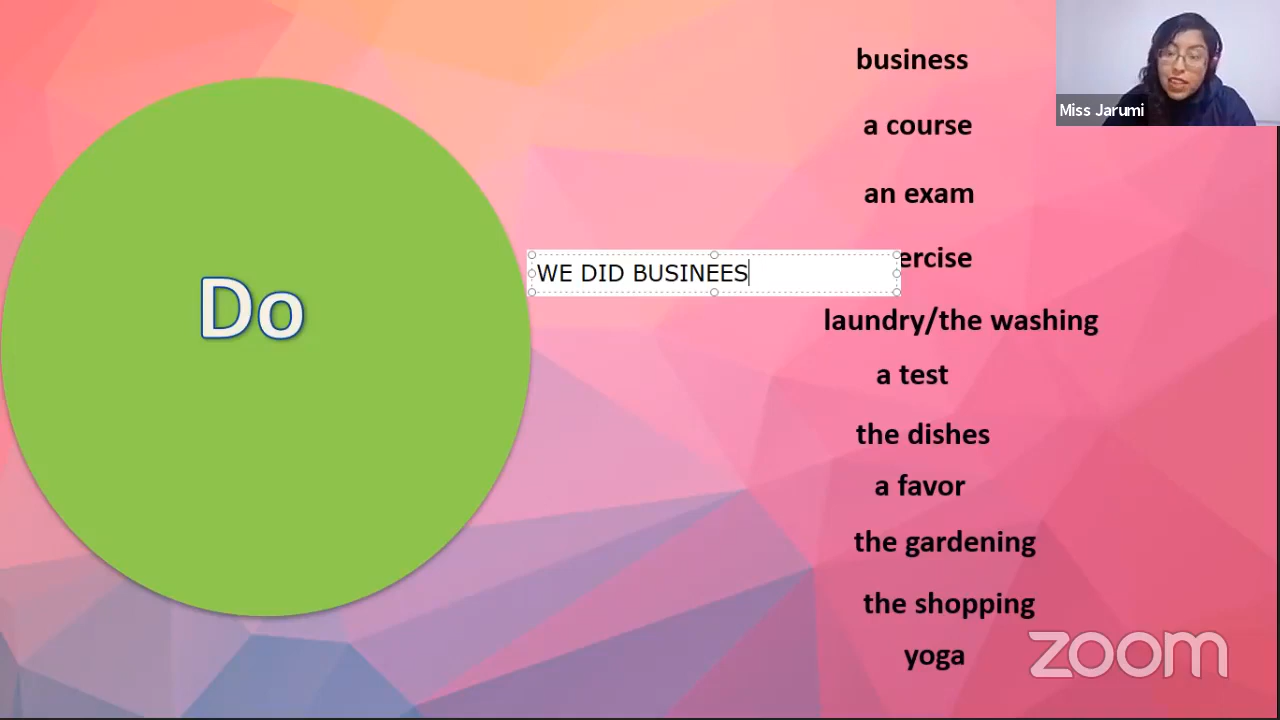 business
Miss Jarumi
a course
an exam
ercise
WE DID BUSINEES
Do
laundry/the washing
a test
the dishes
a favor
the gardening
the shopping
yoga
zoom